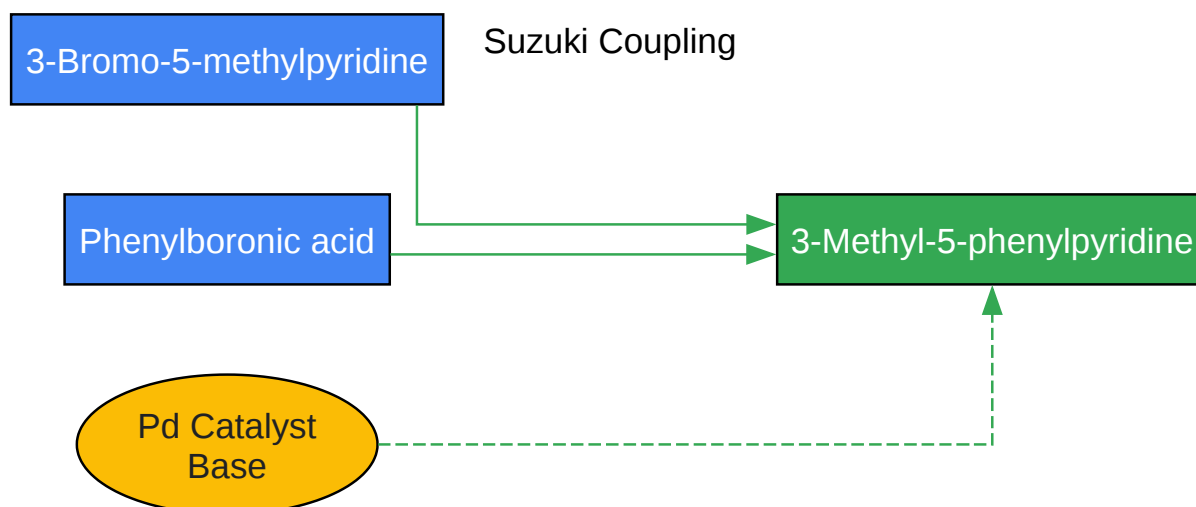 3-Bromo-5-methylpyridine
Suzuki Coupling
Phenylboronic acid
3-Methyl-5-phenylpyridine
Pd Catalyst
Base